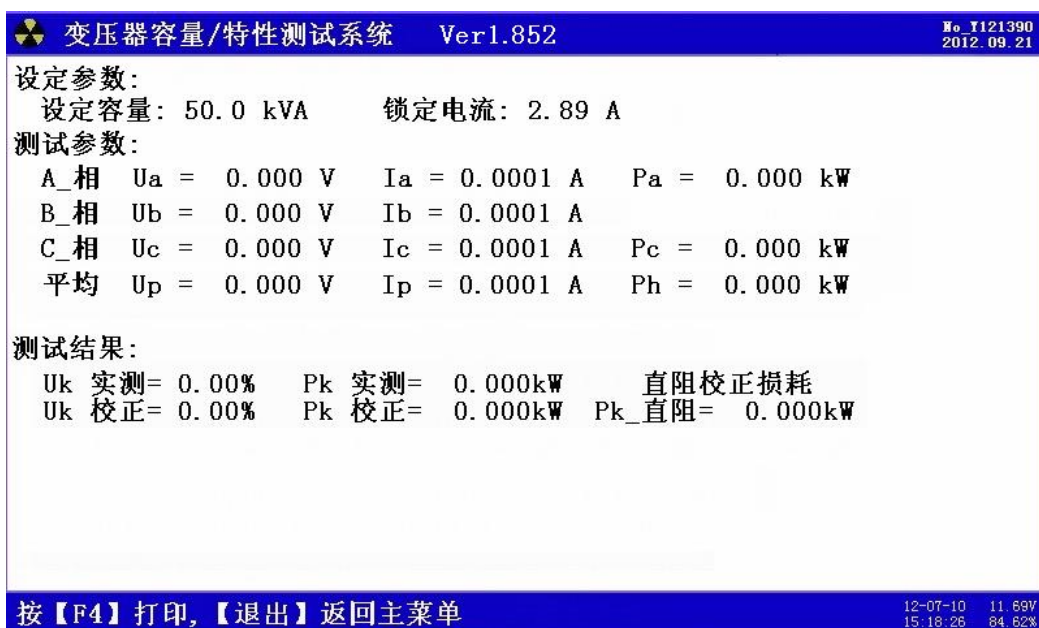 变压器容量/特性测试系统 Ver1.852
No_Y121390
2012.09.21
设定参数:
设定容量: 50.0 kVA 锁定电流: 2.89 A
测试参数:
A_相 Ua = 0.000 V Ia = 0.0001 A Pa = 0.000 kW
B_相 Ub = 0.000 V Ib = 0.0001 A
C_相 Uc = 0.000 V Ic = 0.0001 A Pc = 0.000 kW
平均 Up = 0.000 V Ip = 0.0001 A Ph = 0.000 kW
测试结果:
Uk 实测= 0.00% Pk 实测= 0.000kW 直阻校正损耗
Uk 校正= 0.00% Pk 校正= 0.000kW Pk_直阻= 0.000kW
按【F4】打印,【退出】返回主菜单
12-07-10 11.69V
15:18:26 84.62%